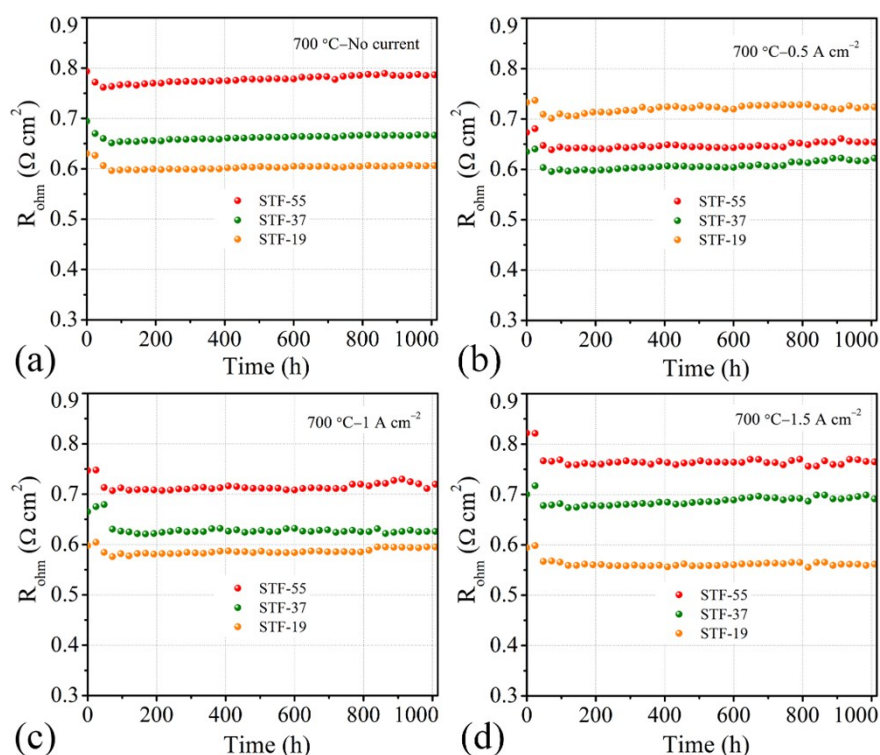 700 °C–No current
R_ohm (Ω cm²)
0.9
0.8
0.7
0.6
0.5
0.4
0.3
STF-55
STF-37
STF-19
0 200 400 600 800 1000
Time (h)
(a)
700 °C–0.5 A cm⁻²
R_ohm (Ω cm²)
0.9
0.8
0.7
0.6
0.5
0.4
0.3
STF-55
STF-37
STF-19
0 200 400 600 800 1000
Time (h)
(b)
700 °C–1 A cm⁻²
R_ohm (Ω cm²)
0.9
0.8
0.7
0.6
0.5
0.4
0.3
STF-55
STF-37
STF-19
0 200 400 600 800 1000
Time (h)
(c)
700 °C–1.5 A cm⁻²
R_ohm (Ω cm²)
0.9
0.8
0.7
0.6
0.5
0.4
0.3
STF-55
STF-37
STF-19
0 200 400 600 800 1000
Time (h)
(d)